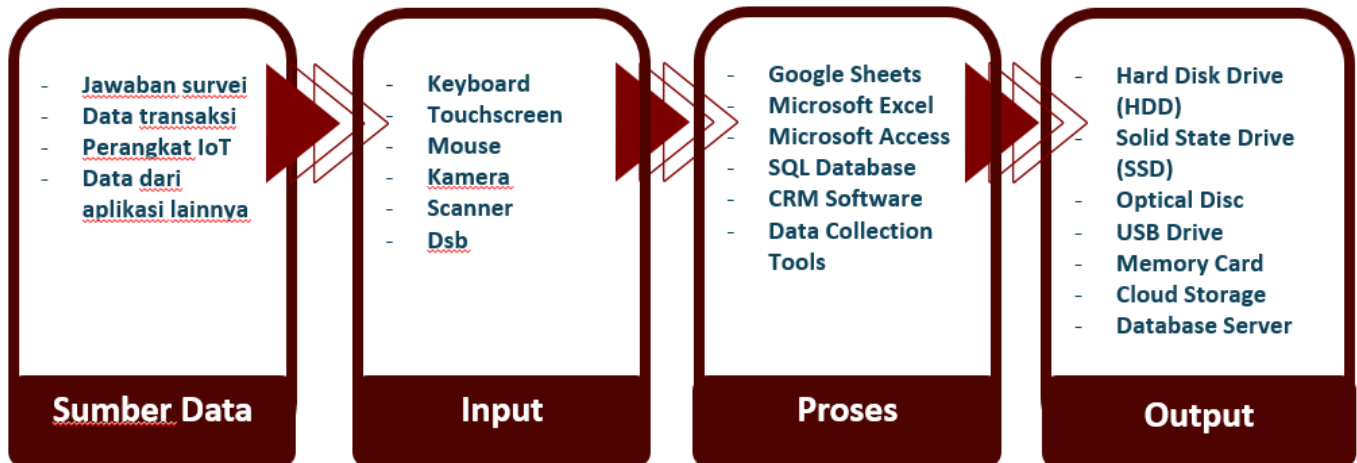 - Jawaban survei
- Data transaksi
- Perangkat IoT
- Data dari
aplikasi lainnya
Sumber Data
- Keyboard
- Touchscreen
- Mouse
- Kamera
- Scanner
- Dsb
Input
- Google Sheets
- Microsoft Excel
- Microsoft Access
- SQL Database
- CRM Software
- Data Collection
Tools
Proses
- Hard Disk Drive
(HDD)
- Solid State Drive
(SSD)
- Optical Disc
- USB Drive
- Memory Card
- Cloud Storage
- Database Server
Output